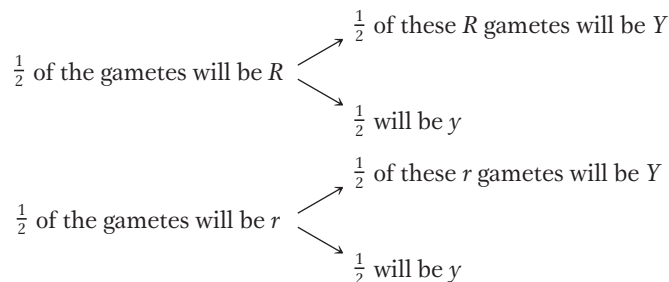 1/2 of these R gametes will be Y
1/2 of the gametes will be R
1/2 will be y
1/2 of these r gametes will be Y
1/2 of the gametes will be r
1/2 will be y